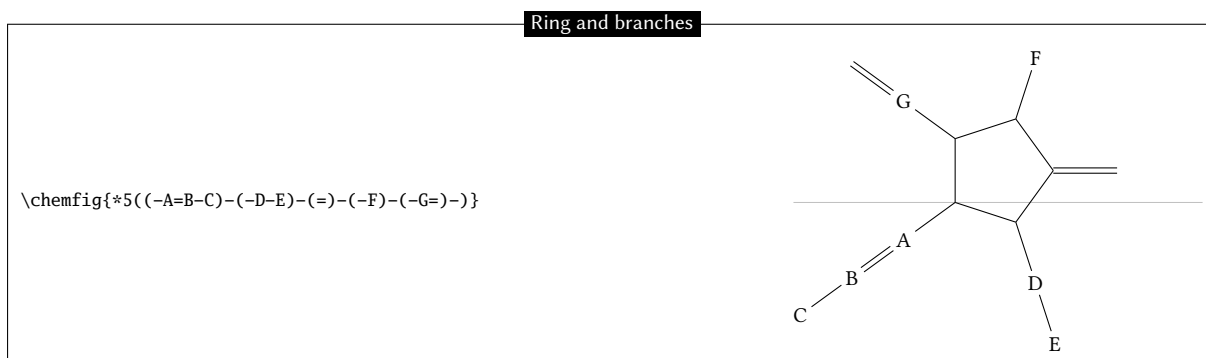 Ring and branches
\chemfig{*5((-A=B-C)-(-D-E)-(=)-(-F)-(-G=)-)}
F
G
A
B
D
C
E